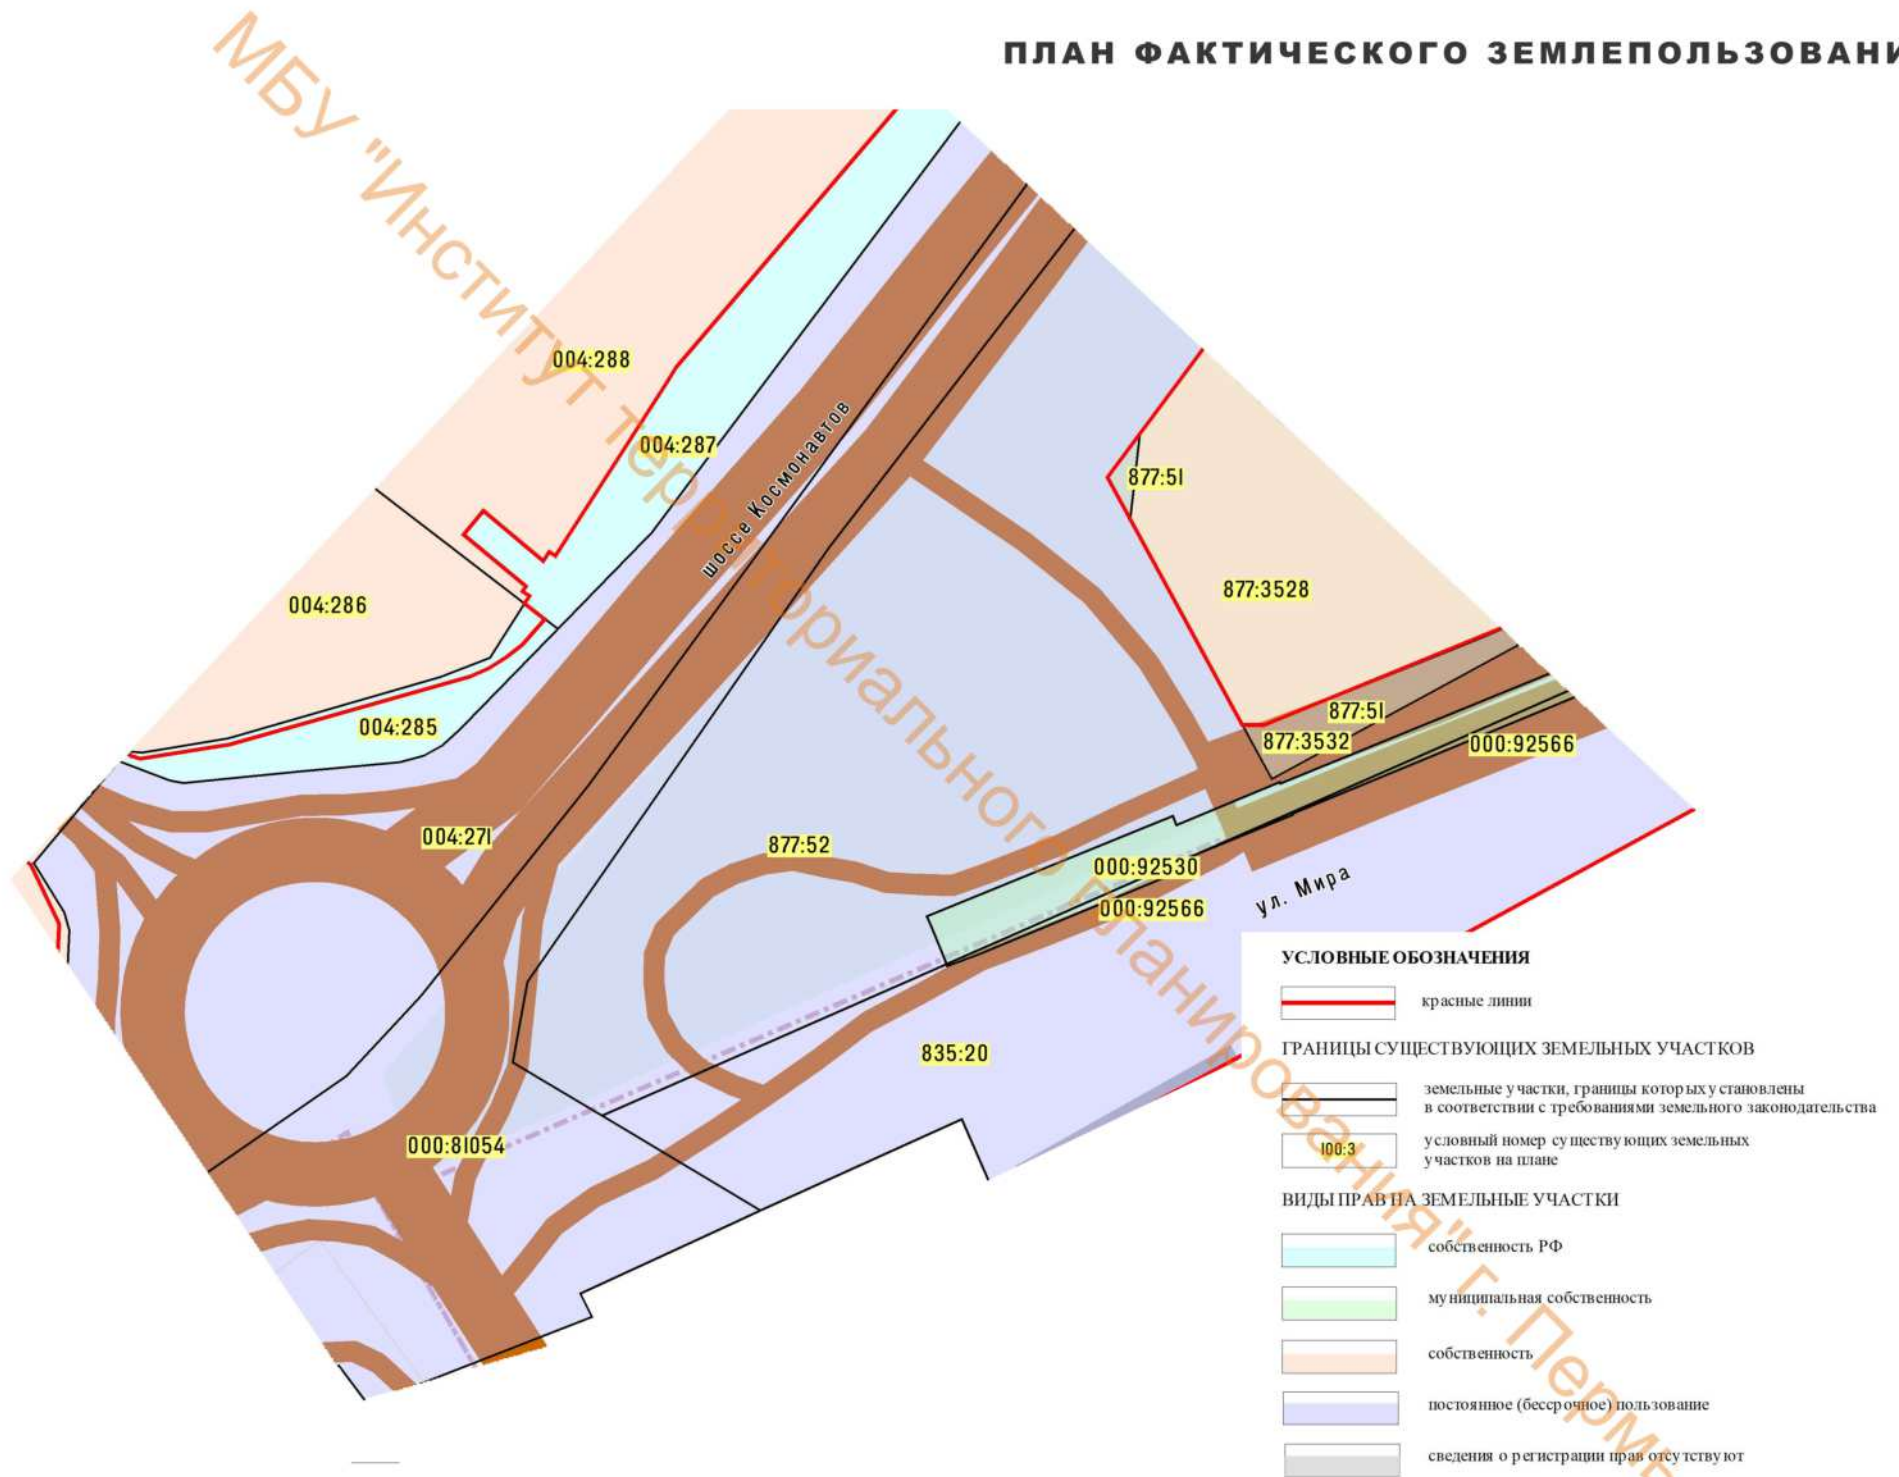 ПЛАН ФАКТИЧЕСКОГО ЗЕМЛЕПОЛЬЗОВАНИ
МБУ "Институт территориального планирования" г. Пермь
004:288
004:287
шоссе Космонавтов
877:51
877:3528
004:286
004:285
877:51
877:3532
000:92566
004:271
877:52
000:92530
ул. Мира
000:92566
835:20
000:81054
УСЛОВНЫЕ ОБОЗНАЧЕНИЯ
красные линии
ГРАНИЦЫ СУЩЕСТВУЮЩИХ ЗЕМЕЛЬНЫХ УЧАСТКОВ
земельные участки, границы которых установлены
в соответствии с требованиями земельного законодательства
100:3
условный номер существующих земельных
участков на плане
ВИДЫ ПРАВ НА ЗЕМЕЛЬНЫЕ УЧАСТКИ
собственность РФ
муниципальная собственность
собственность
постоянное (бессрочное) пользование
сведения о регистрации прав отсутствуют